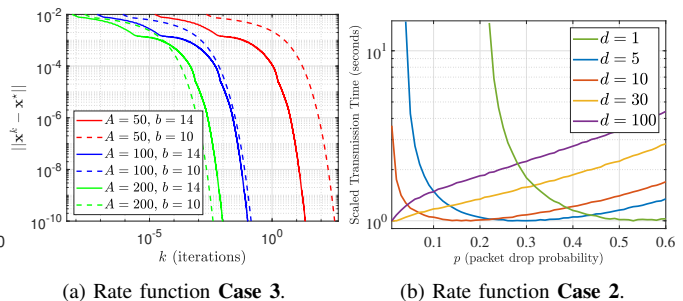 10^-2
10^-4
10^-6
10^-8
10^-10
||x^k − x^⋆||
A = 50, b = 14
A = 50, b = 10
A = 100, b = 14
A = 100, b = 10
A = 200, b = 14
A = 200, b = 10
10^-5 10^0
k (iterations)
0
(a) Rate function Case 3.
Scaled Transmission Time (seconds)
10^1
10^0
d = 1
d = 5
d = 10
d = 30
d = 100
0.1 0.2 0.3 0.4 0.5 0.6
p (packet drop probability)
(b) Rate function Case 2.